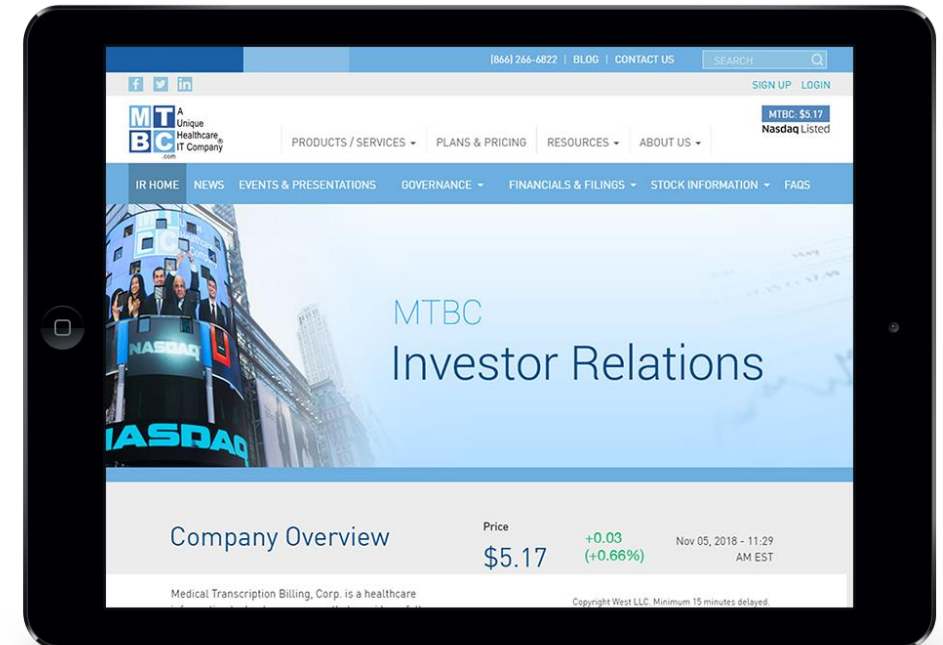 (866) 266-6822 | BLOG | CONTACT US SEARCH
SIGN UP LOGIN
MTBC: $5.17
Nasdaq Listed
MT
BC
.com
A
Unique
Healthcare
IT Company
PRODUCTS / SERVICES PLANS & PRICING RESOURCES ABOUT US
IR HOME NEWS EVENTS & PRESENTATIONS GOVERNANCE FINANCIALS & FILINGS STOCK INFORMATION FAQS
NASDAQ
NASDAQ
MTBC
Investor Relations
Company Overview
Price
$5.17
+0.03
(+0.66%)
Nov 05, 2018 - 11:29
AM EST
Medical Transcription Billing, Corp. is a healthcare
Copyright West LLC. Minimum 15 minutes delayed.